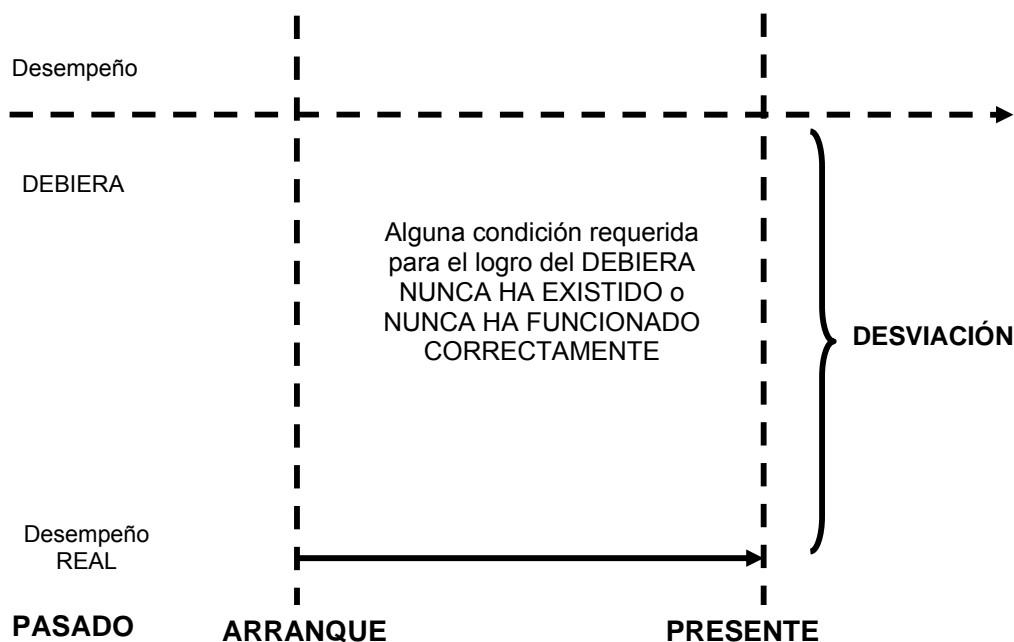 Desempeño
DEBIERA
Alguna condición requerida
para el logro del DEBIERA
NUNCA HA EXISTIDO o
NUNCA HA FUNCIONADO
CORRECTAMENTE
DESVIACIÓN
Desempeño
REAL
PASADO
ARRANQUE
PRESENTE